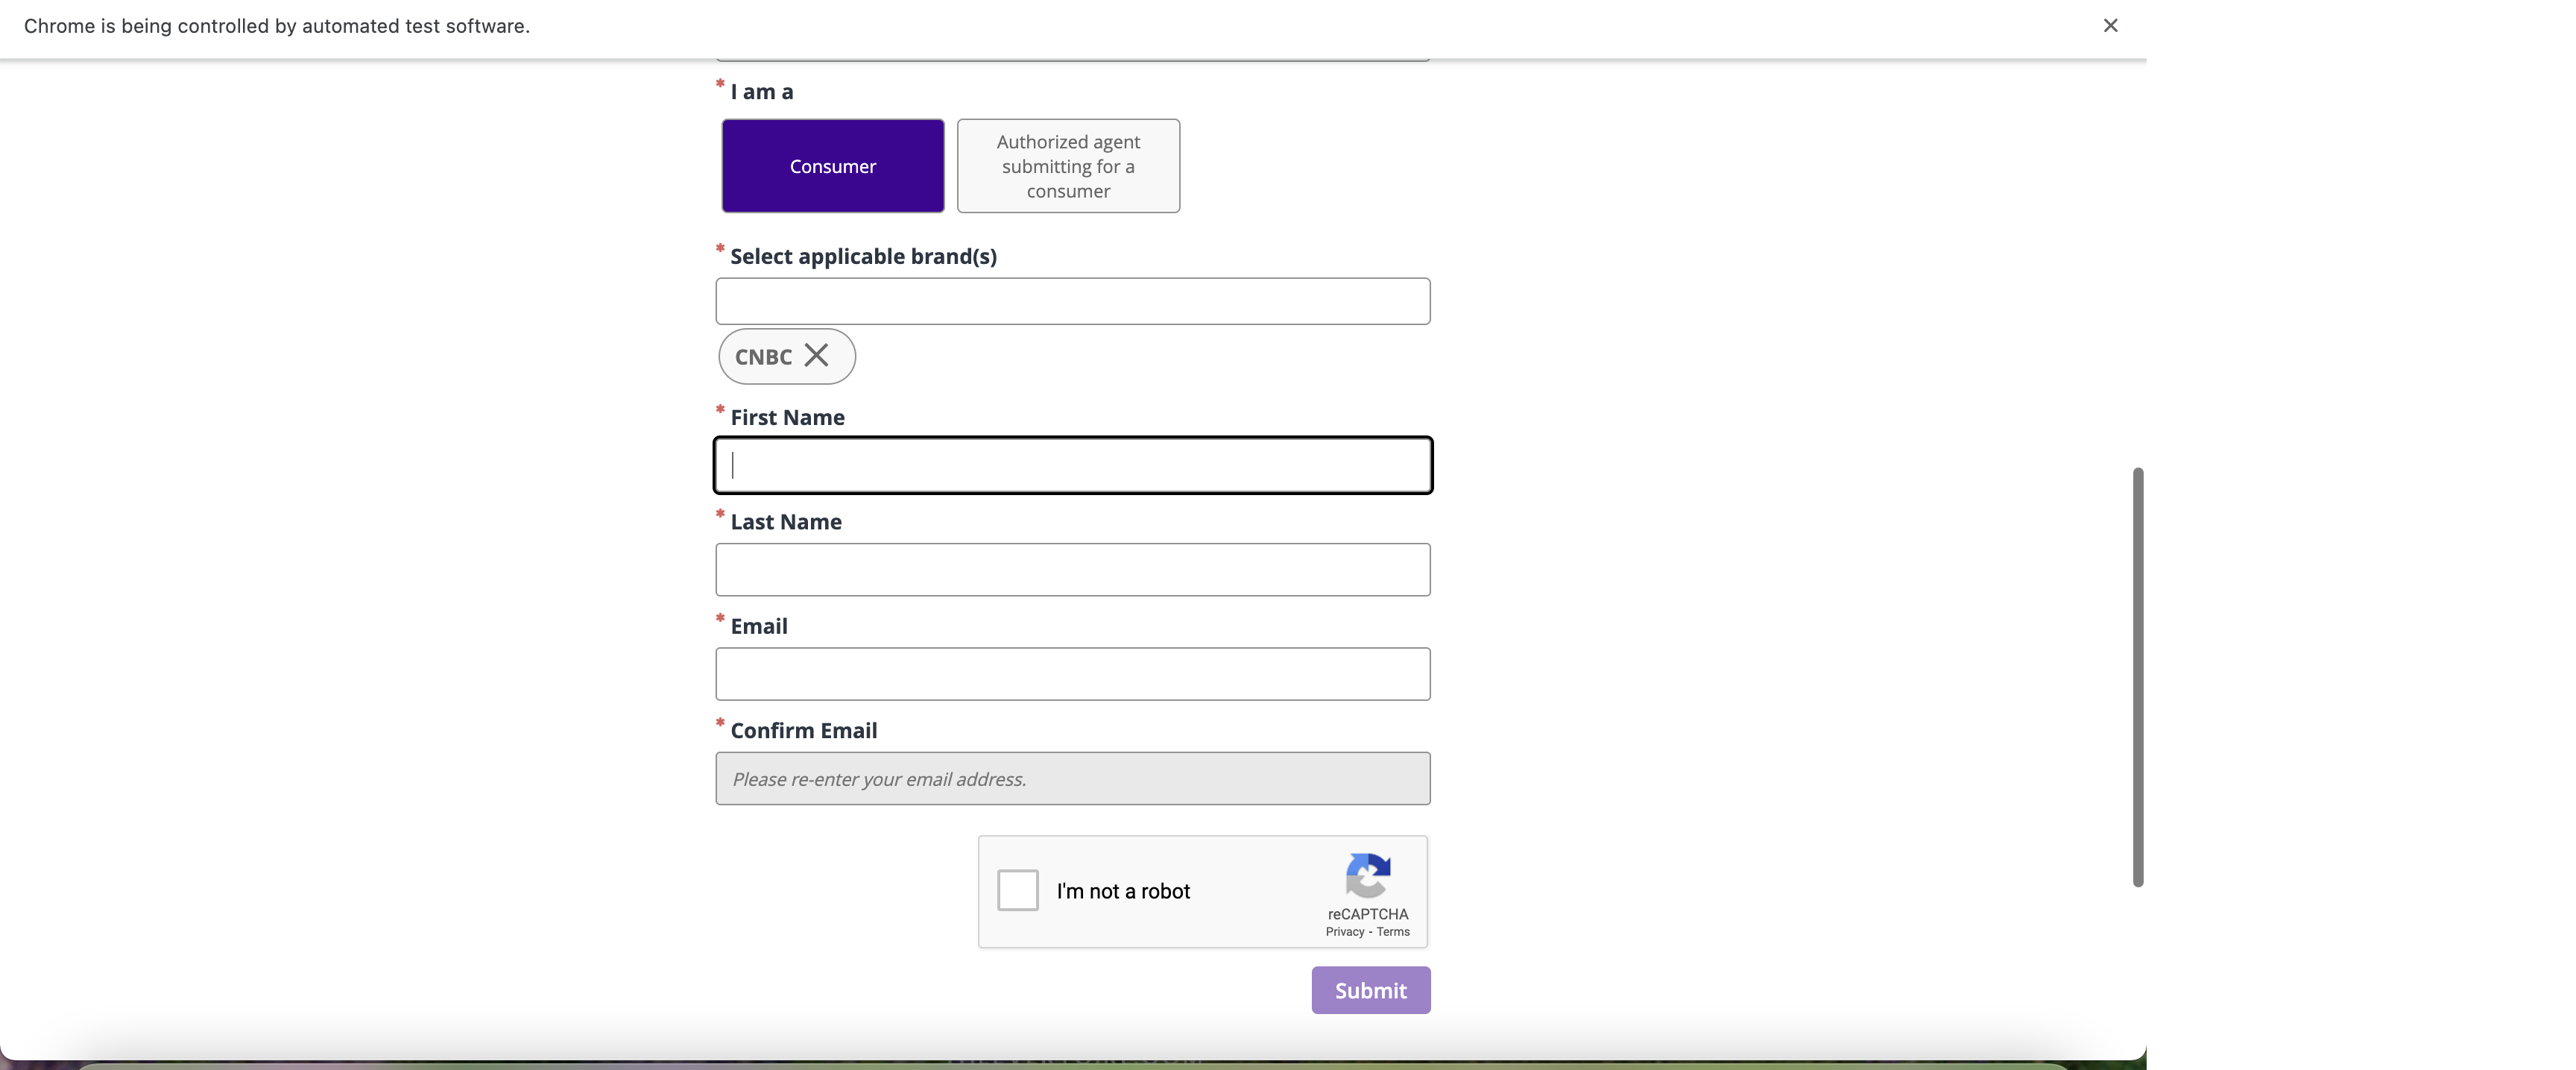 Chrome is being controlled by automated test software.
* I am a
Consumer
Authorized agent
submitting for a
consumer
* Select applicable brand(s)
CNBC
* First Name
* Last Name
* Email
* Confirm Email
Please re-enter your email address.
I'm not a robot
reCAPTCHA
Privacy - Terms
Submit